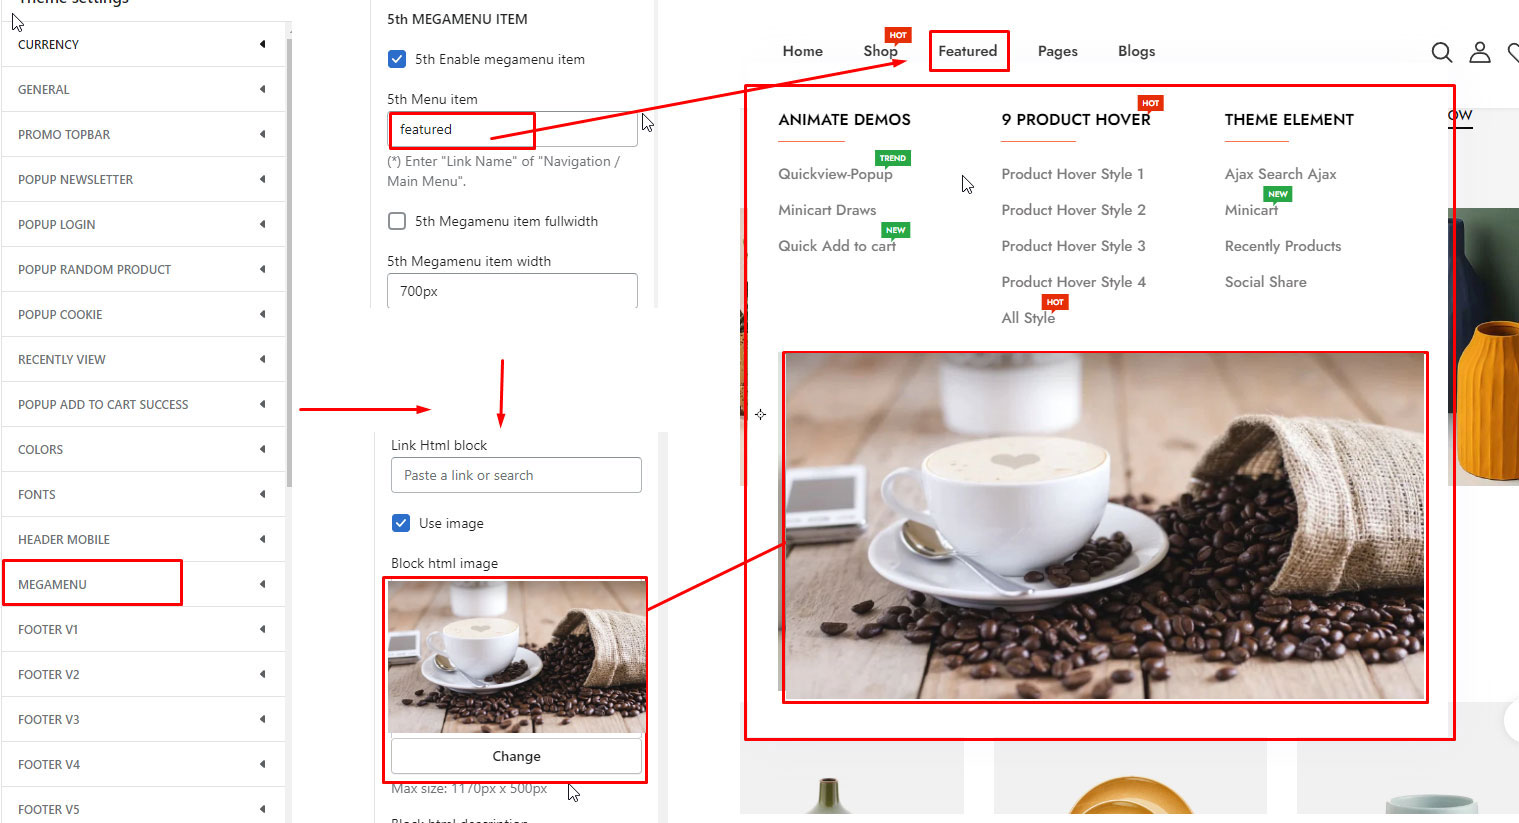 Theme settings
CURRENCY
GENERAL
PROMO TOPBAR
POPUP NEWSLETTER
POPUP LOGIN
POPUP RANDOM PRODUCT
POPUP COOKIE
RECENTLY VIEW
POPUP ADD TO CART SUCCESS
COLORS
FONTS
HEADER MOBILE
MEGAMENU
FOOTER V1
FOOTER V2
FOOTER V3
FOOTER V4
FOOTER V5
5th MEGAMENU ITEM
5th Enable megamenu item
5th Menu item
featured
(*) Enter "Link Name" of "Navigation /
Main Menu".
5th Megamenu item fullwidth
5th Megamenu item width
700px
Link Html block
Paste a link or search
Use image
Block html image
Change
Max size: 1170px x 500px
Block html description
HOT
Home Shop Featured Pages Blogs
HOT
ANIMATE DEMOS
TREND
Quickview-Popup
Minicart Draws
NEW
Quick Add to cart
9 PRODUCT HOVER
Product Hover Style 1
Product Hover Style 2
Product Hover Style 3
Product Hover Style 4
HOT
All Style
THEME ELEMENT
Ajax Search Ajax
NEW
Minicart
Recently Products
Social Share
OW